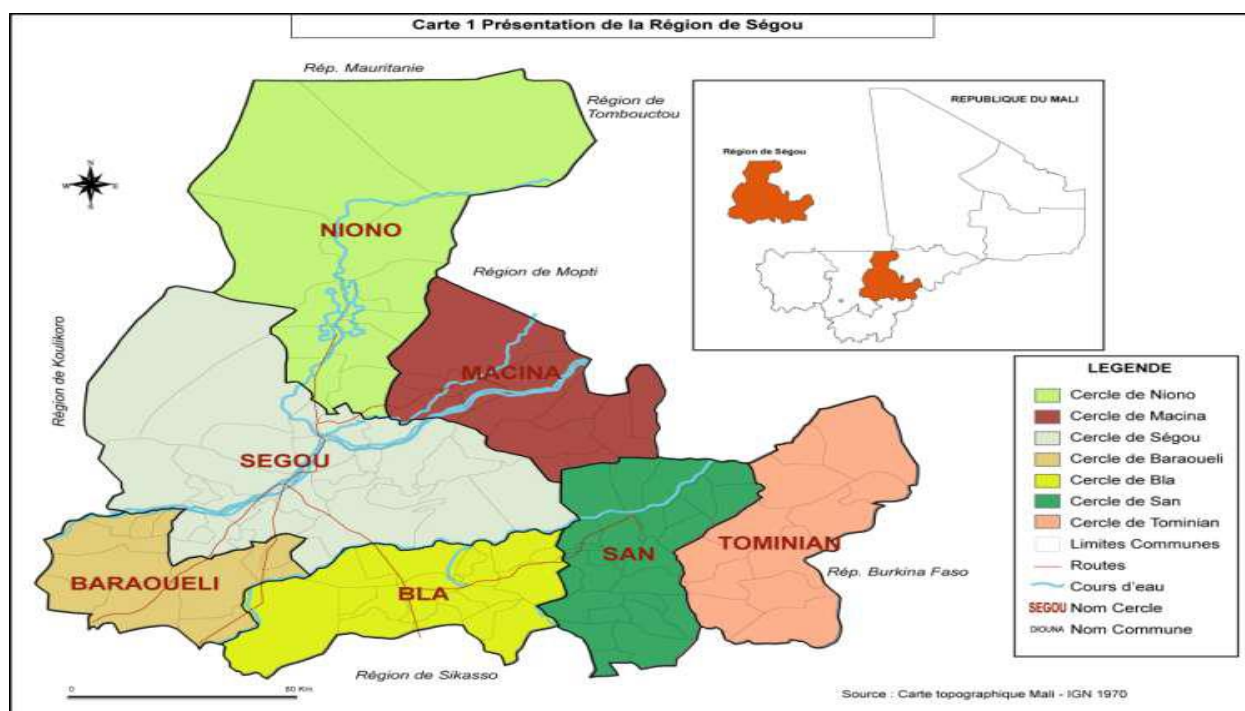 Carte 1 Présentation de la Région de Ségou
Rép. Mauritanie
Région de
Tombouctou
REPUBLIQUE DU MALI
Région de Ségou
N
W
E
S
NIONO
Région de Mopti
Région de Koulikoro
MACINA
SEGOU
BARAOUELI
BLA
SAN
TOMINIAN
Rép. Burkina Faso
Région de Sikasso
LEGENDE
Cercle de Niono
Cercle de Macina
Cercle de Ségou
Cercle de Baraoueli
Cercle de Bla
Cercle de San
Cercle de Tominian
Limites Communes
Routes
Cours d'eau
SEGOU Nom Cercle
DIOUNA Nom Commune
0 60 Km
Source : Carte topographique Mali - IGN 1970